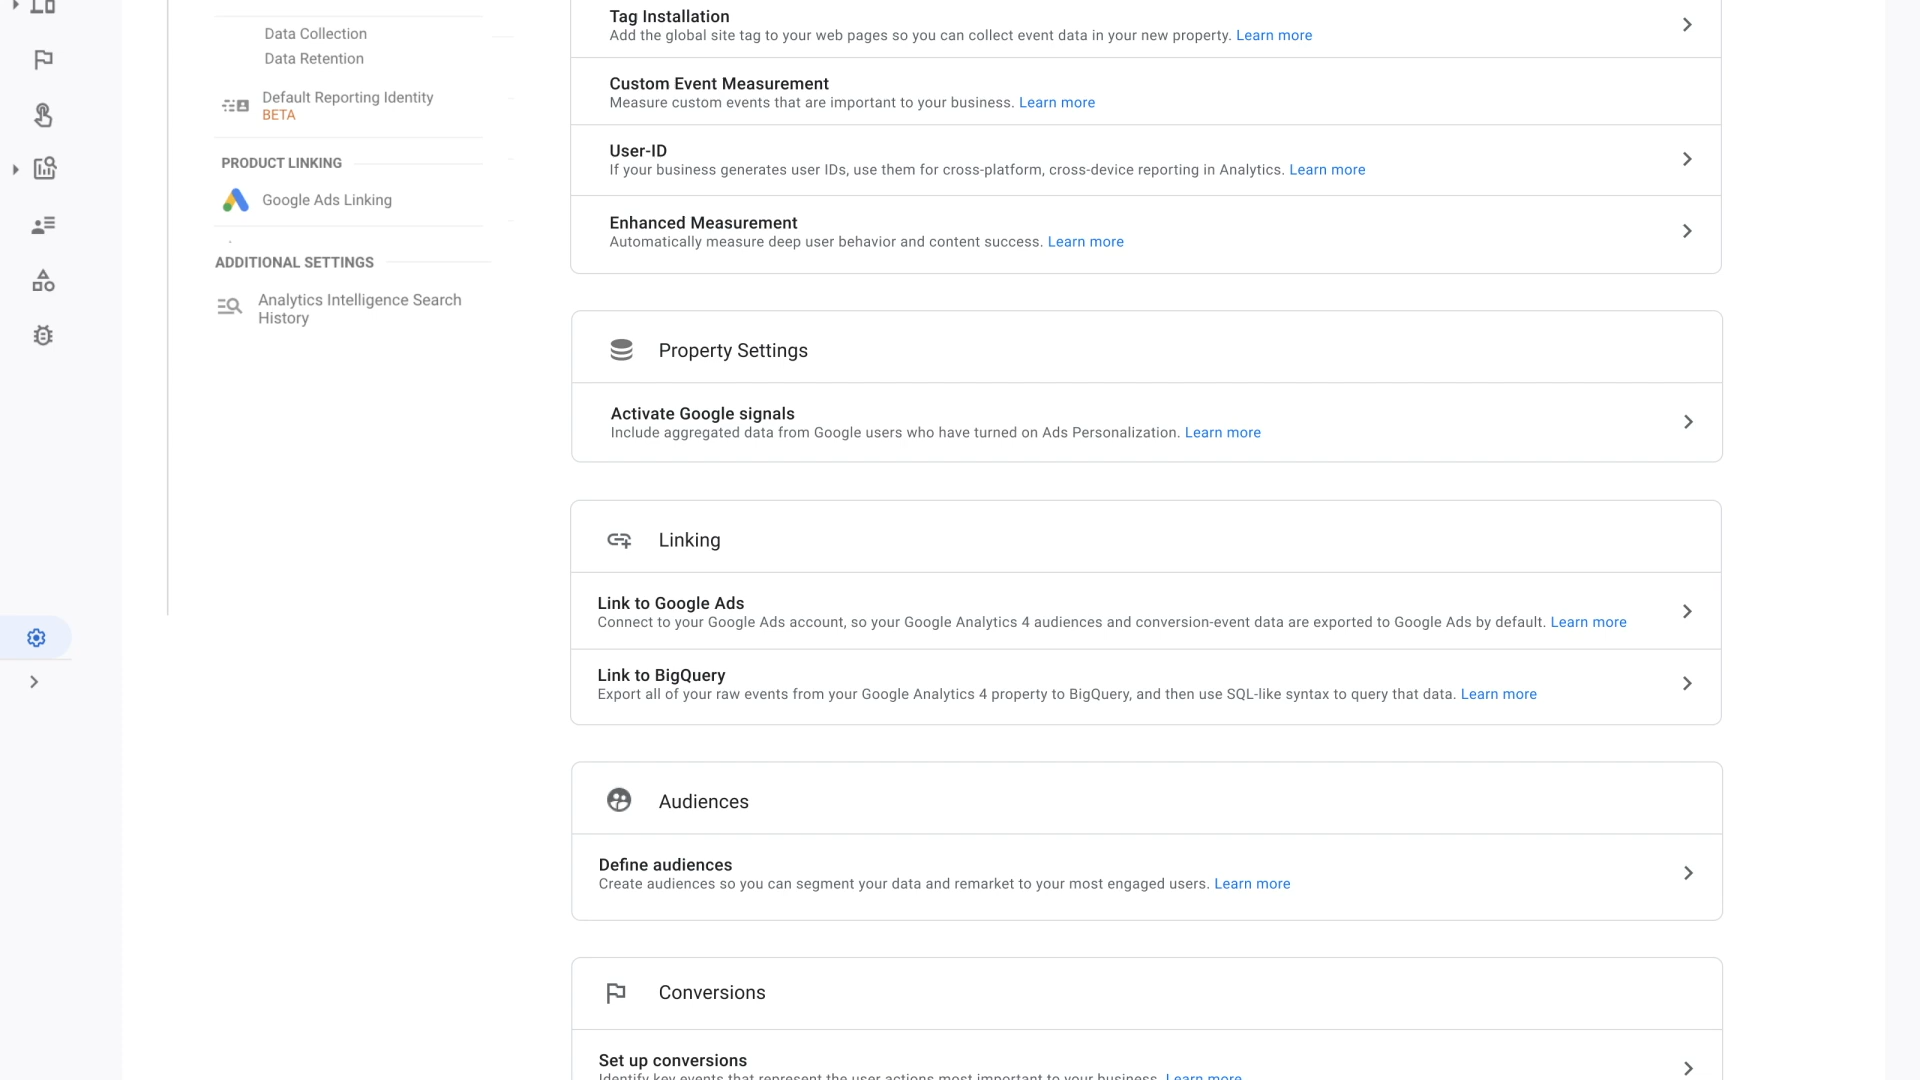 Data Collection
Data Retention
Default Reporting Identity
BETA
PRODUCT LINKING
Google Ads Linking
ADDITIONAL SETTINGS
Analytics Intelligence Search
History
Tag Installation
Add the global site tag to your web pages so you can collect event data in your new property. Learn more
Custom Event Measurement
Measure custom events that are important to your business. Learn more
User-ID
If your business generates user IDs, use them for cross-platform, cross-device reporting in Analytics. Learn more
Enhanced Measurement
Automatically measure deep user behavior and content success. Learn more
Property Settings
Activate Google signals
Include aggregated data from Google users who have turned on Ads Personalization. Learn more
Linking
Link to Google Ads
Connect to your Google Ads account, so your Google Analytics 4 audiences and conversion-event data are exported to Google Ads by default. Learn more
Link to BigQuery
Export all of your raw events from your Google Analytics 4 property to BigQuery, and then use SQL-like syntax to query that data. Learn more
Audiences
Define audiences
Create audiences so you can segment your data and remarket to your most engaged users. Learn more
Conversions
Set up conversions
Identify key events that represent the user actions most important to your business. Learn more